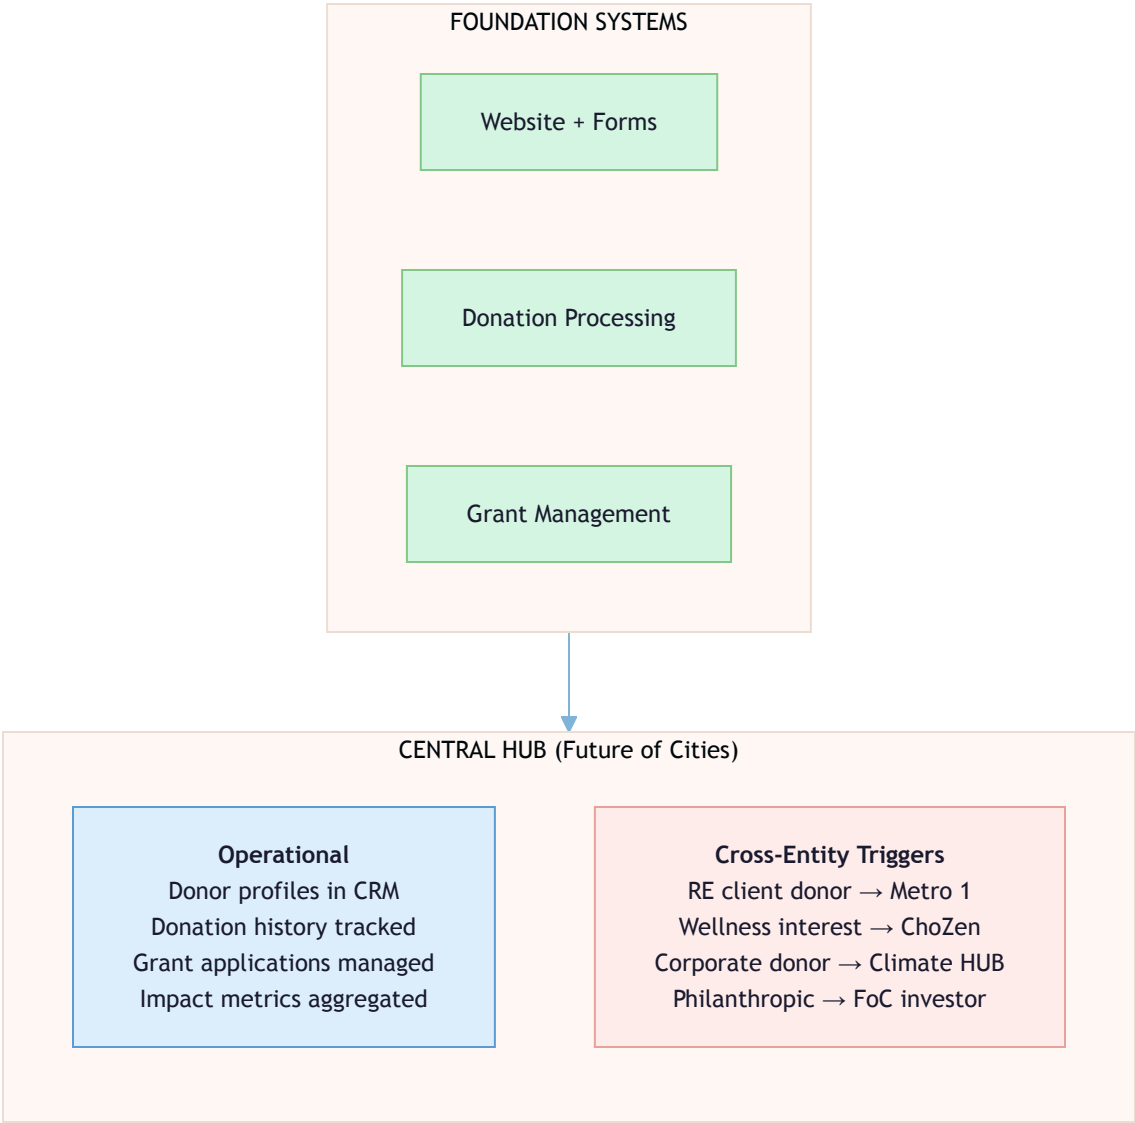 FOUNDATION SYSTEMS
Website + Forms
Donation Processing
Grant Management
CENTRAL HUB (Future of Cities)
Operational
Donor profiles in CRM
Donation history tracked
Grant applications managed
Impact metrics aggregated
Cross-Entity Triggers
RE client donor → Metro 1
Wellness interest → ChoZen
Corporate donor → Climate HUB
Philanthropic → FoC investor